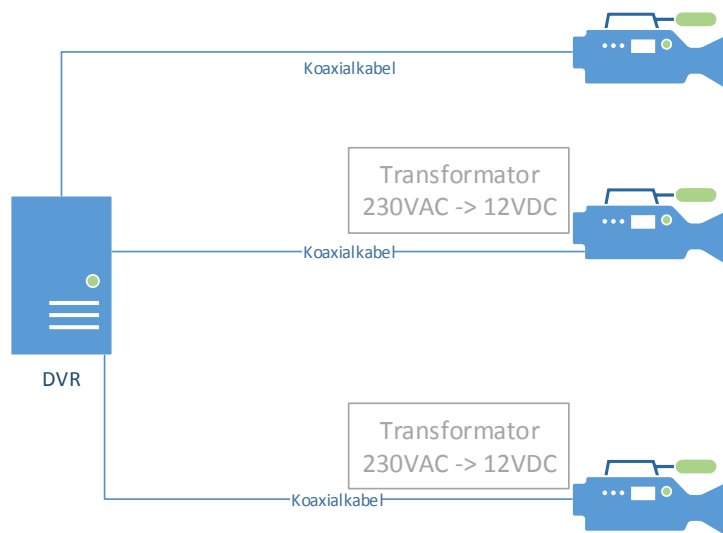 Koaxialkabel
Transformator
230VAC -> 12VDC
Koaxialkabel
DVR
Transformator
230VAC -> 12VDC
Koaxialkabel